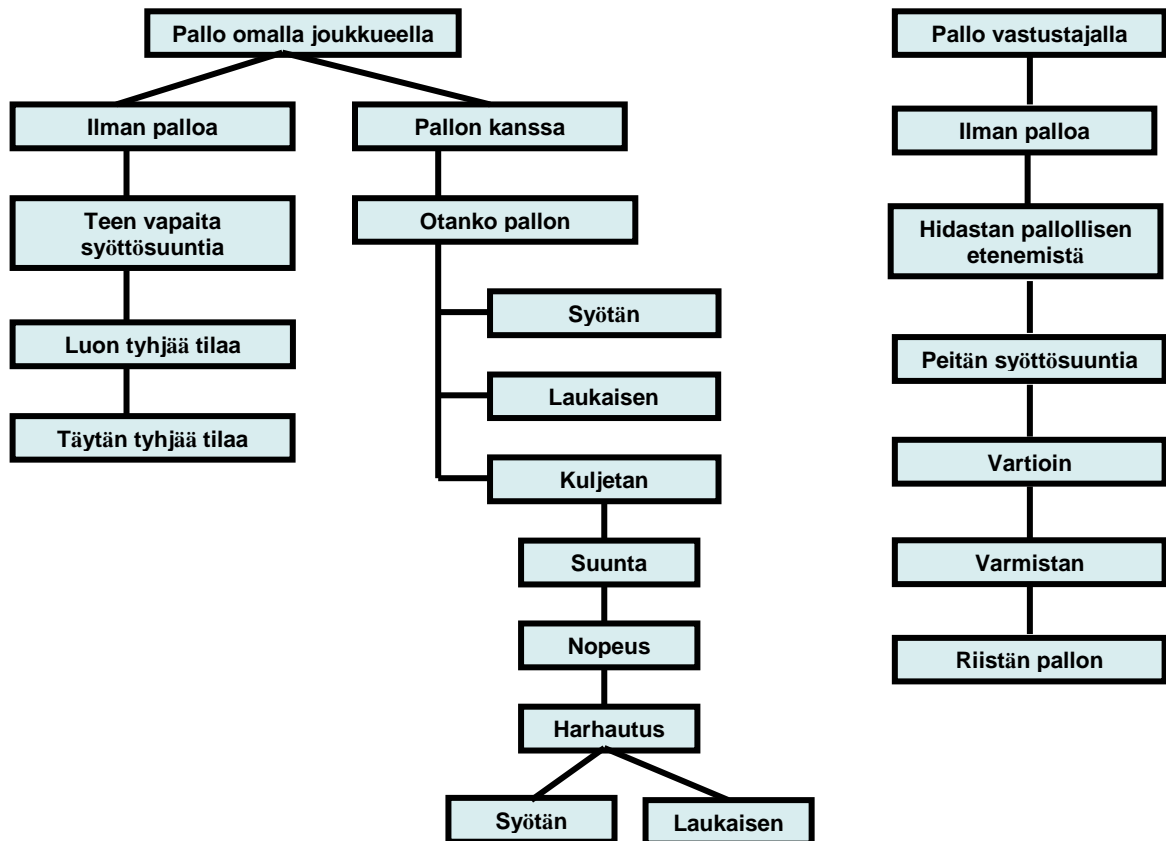 Pallo omalla joukkueella
Ilman palloa
Teen vapaita
syöttösuuntia
Luon tyhjää tilaa
Täytän tyhjää tilaa
Pallon kanssa
Otanko pallon
Syötän
Laukaisen
Kuljetan
Suunta
Nopeus
Harhautus
Syötän
Laukaisen
Pallo vastustajalla
Ilman palloa
Hidastan pallollisen
etenemistä
Peitän syöttösuuntia
Vartioin
Varmistan
Riistän pallon